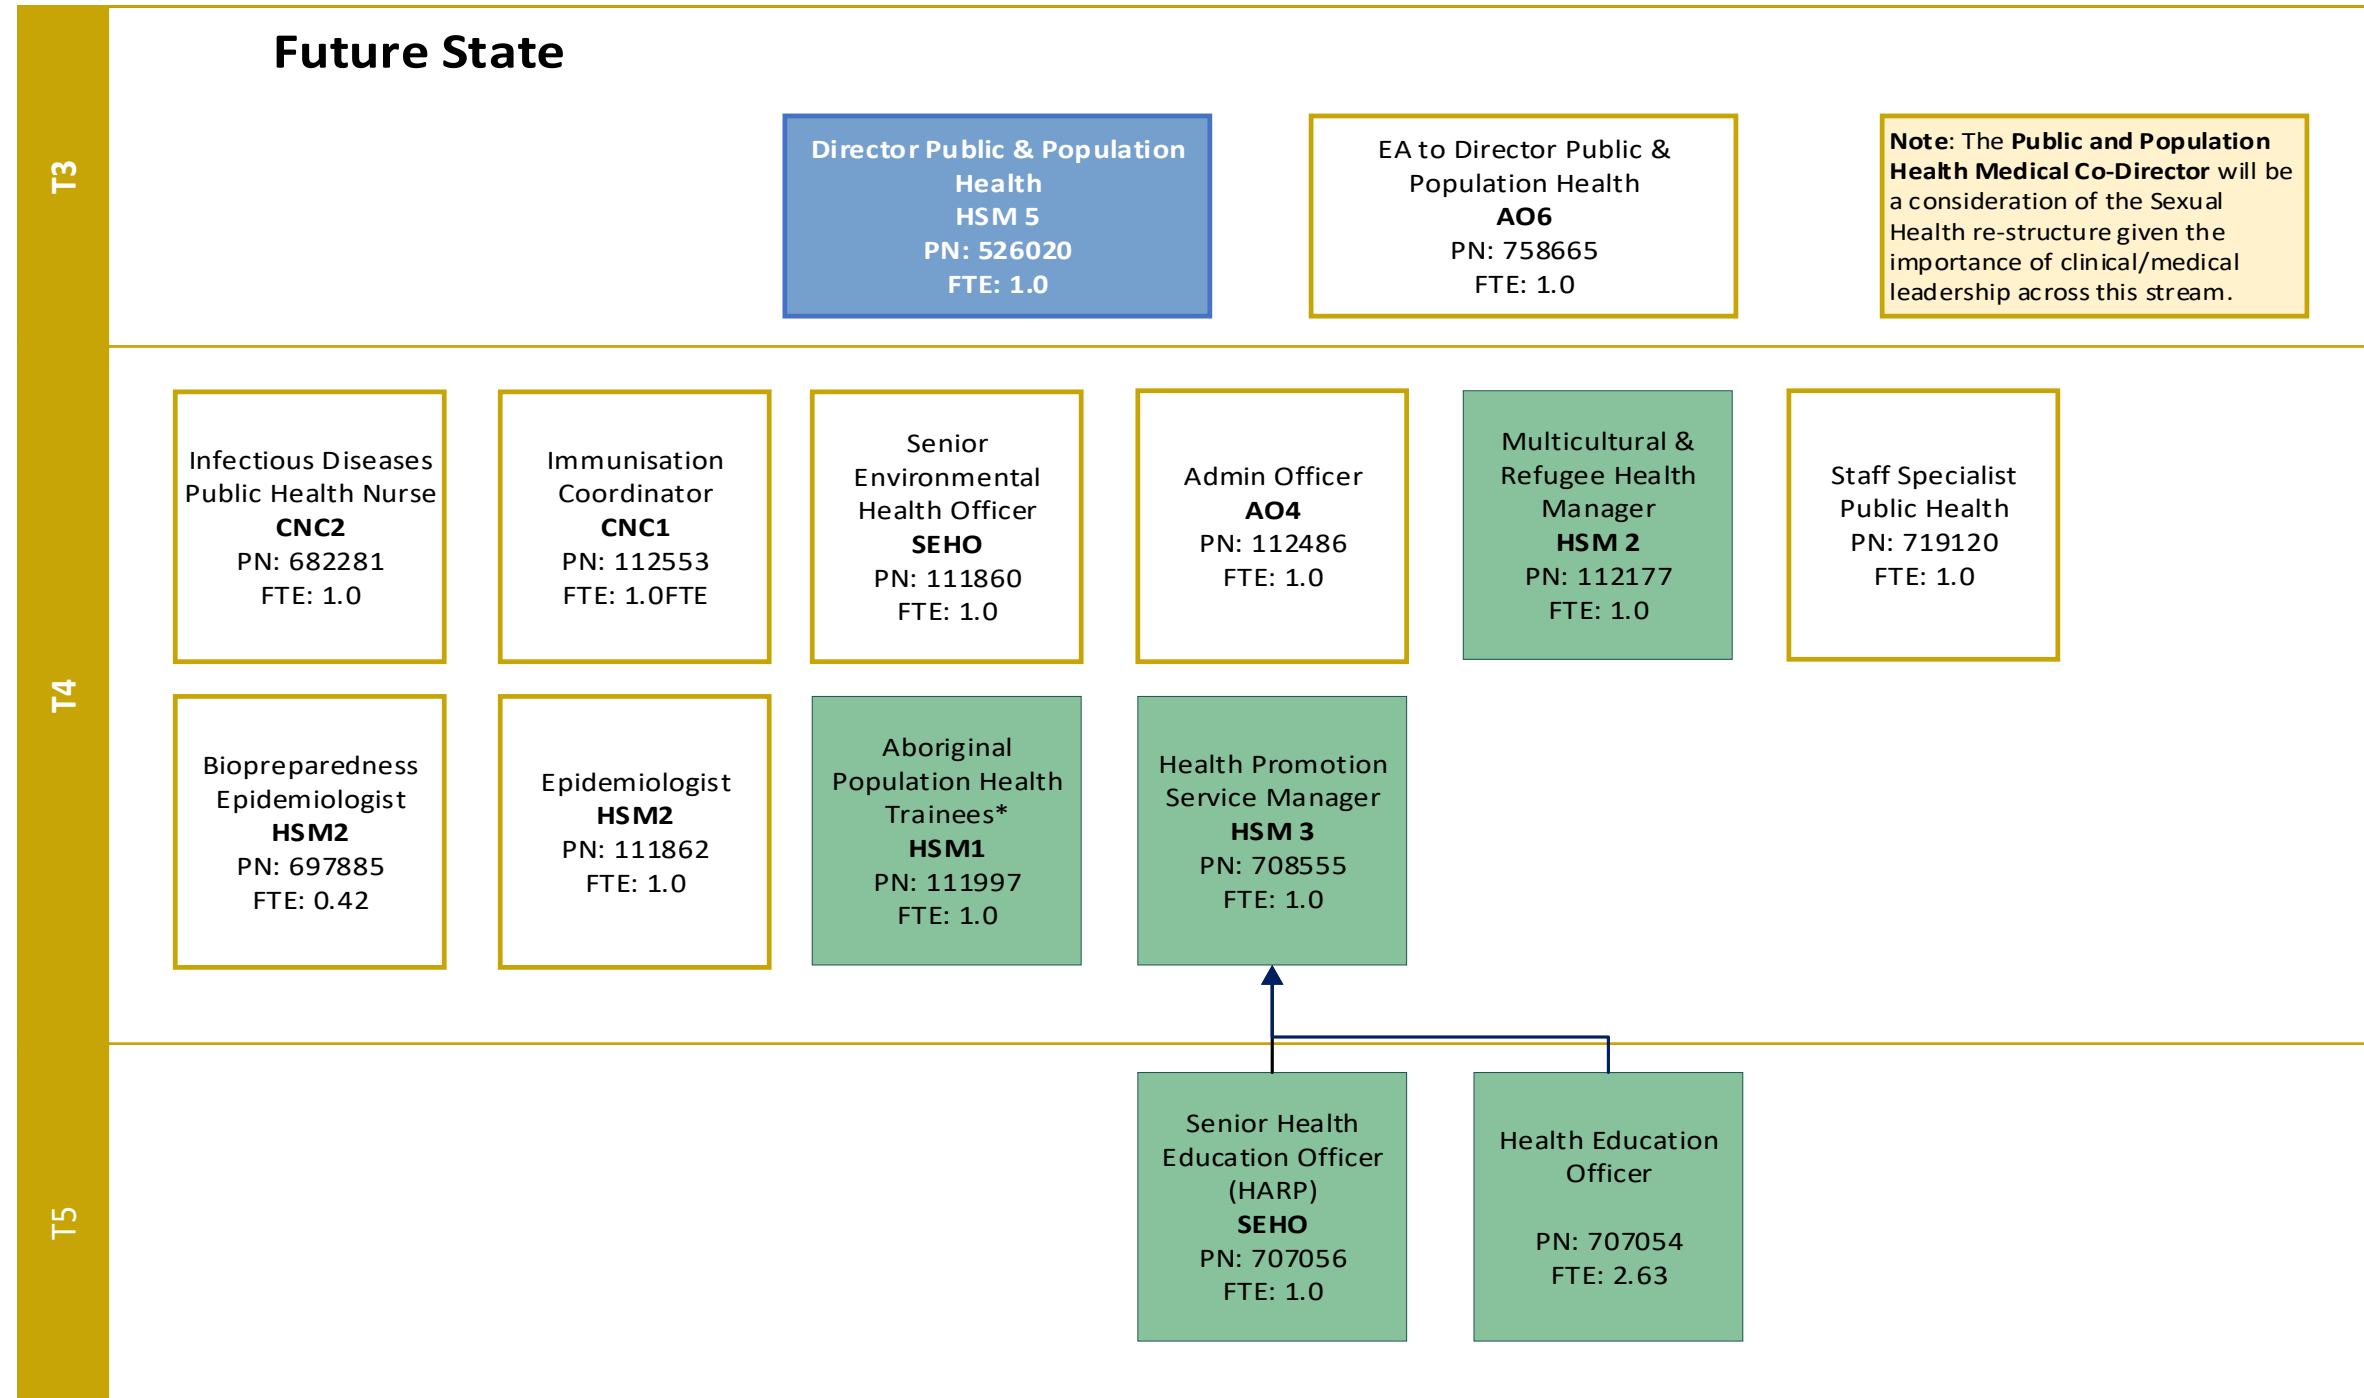 Future State
T3
Director Public & Population
Health
HSM 5
PN: 526020
FTE: 1.0
EA to Director Public &
Population Health
AO6
PN: 758665
FTE: 1.0
Note: The Public and Population
Health Medical Co-Director will be
a consideration of the Sexual
Health re-structure given the
importance of clinical/medical
leadership across this stream.
T4
Infectious Diseases
Public Health Nurse
CNC2
PN: 682281
FTE: 1.0
Immunisation
Coordinator
CNC1
PN: 112553
FTE: 1.0FTE
Senior
Environmental
Health Officer
SEHO
PN: 111860
FTE: 1.0
Admin Officer
AO4
PN: 112486
FTE: 1.0
Multicultural &
Refugee Health
Manager
HSM 2
PN: 112177
FTE: 1.0
Staff Specialist
Public Health
PN: 719120
FTE: 1.0
Biopreparedness
Epidemiologist
HSM2
PN: 697885
FTE: 0.42
Epidemiologist
HSM2
PN: 111862
FTE: 1.0
Aboriginal
Population Health
Trainees*
HSM1
PN: 111997
FTE: 1.0
Health Promotion
Service Manager
HSM 3
PN: 708555
FTE: 1.0
T5
Senior Health
Education Officer
(HARP)
SEHO
PN: 707056
FTE: 1.0
Health Education
Officer
PN: 707054
FTE: 2.63